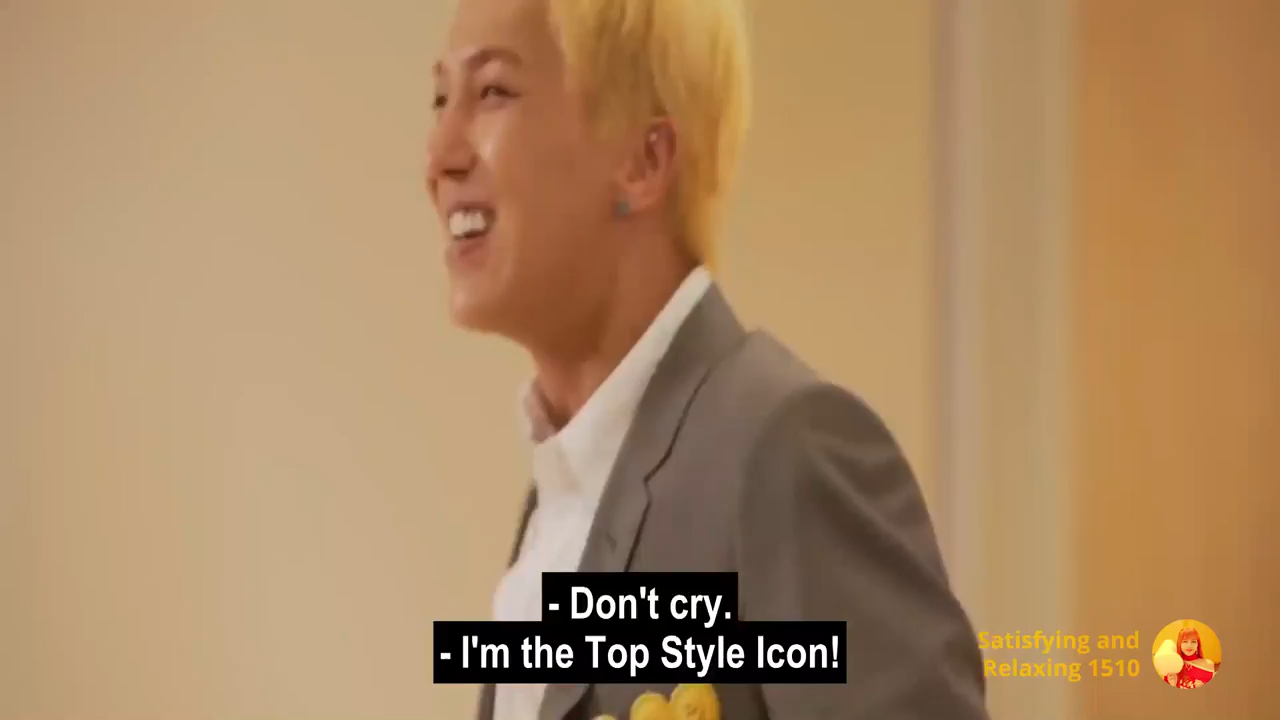 - Don't cry.
- I'm the Top Style Icon!
Satisfying and
Relaxing 1510